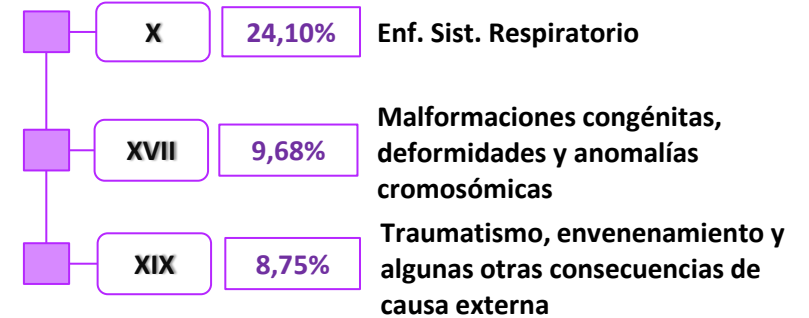 X 24,10% Enf. Sist. Respiratorio
XVII 9,68% Malformaciones congénitas,
deformidades y anomalías
cromosómicas
XIX 8,75% Traumatismo, envenenamiento y
algunas otras consecuencias de
causa externa